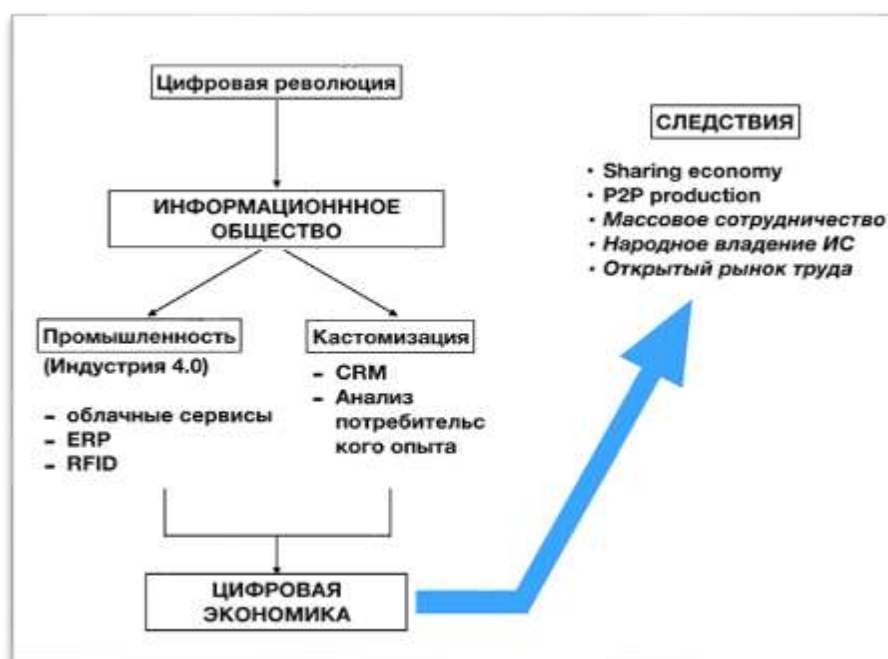 Цифровая революция
ИНФОРМАЦИОНННОЕ
ОБЩЕСТВО
Промышленность
(Индустрия 4.0)
- облачные сервисы
- ERP
- RFID
Кастомизация
- CRM
- Анализ
потребительс
кого опыта
ЦИФРОВАЯ
ЭКОНОМИКА
СЛЕДСТВИЯ
• Sharing economy
• P2P production
• Массовое сотрудничество
• Народное владение ИС
• Открытый рынок труда